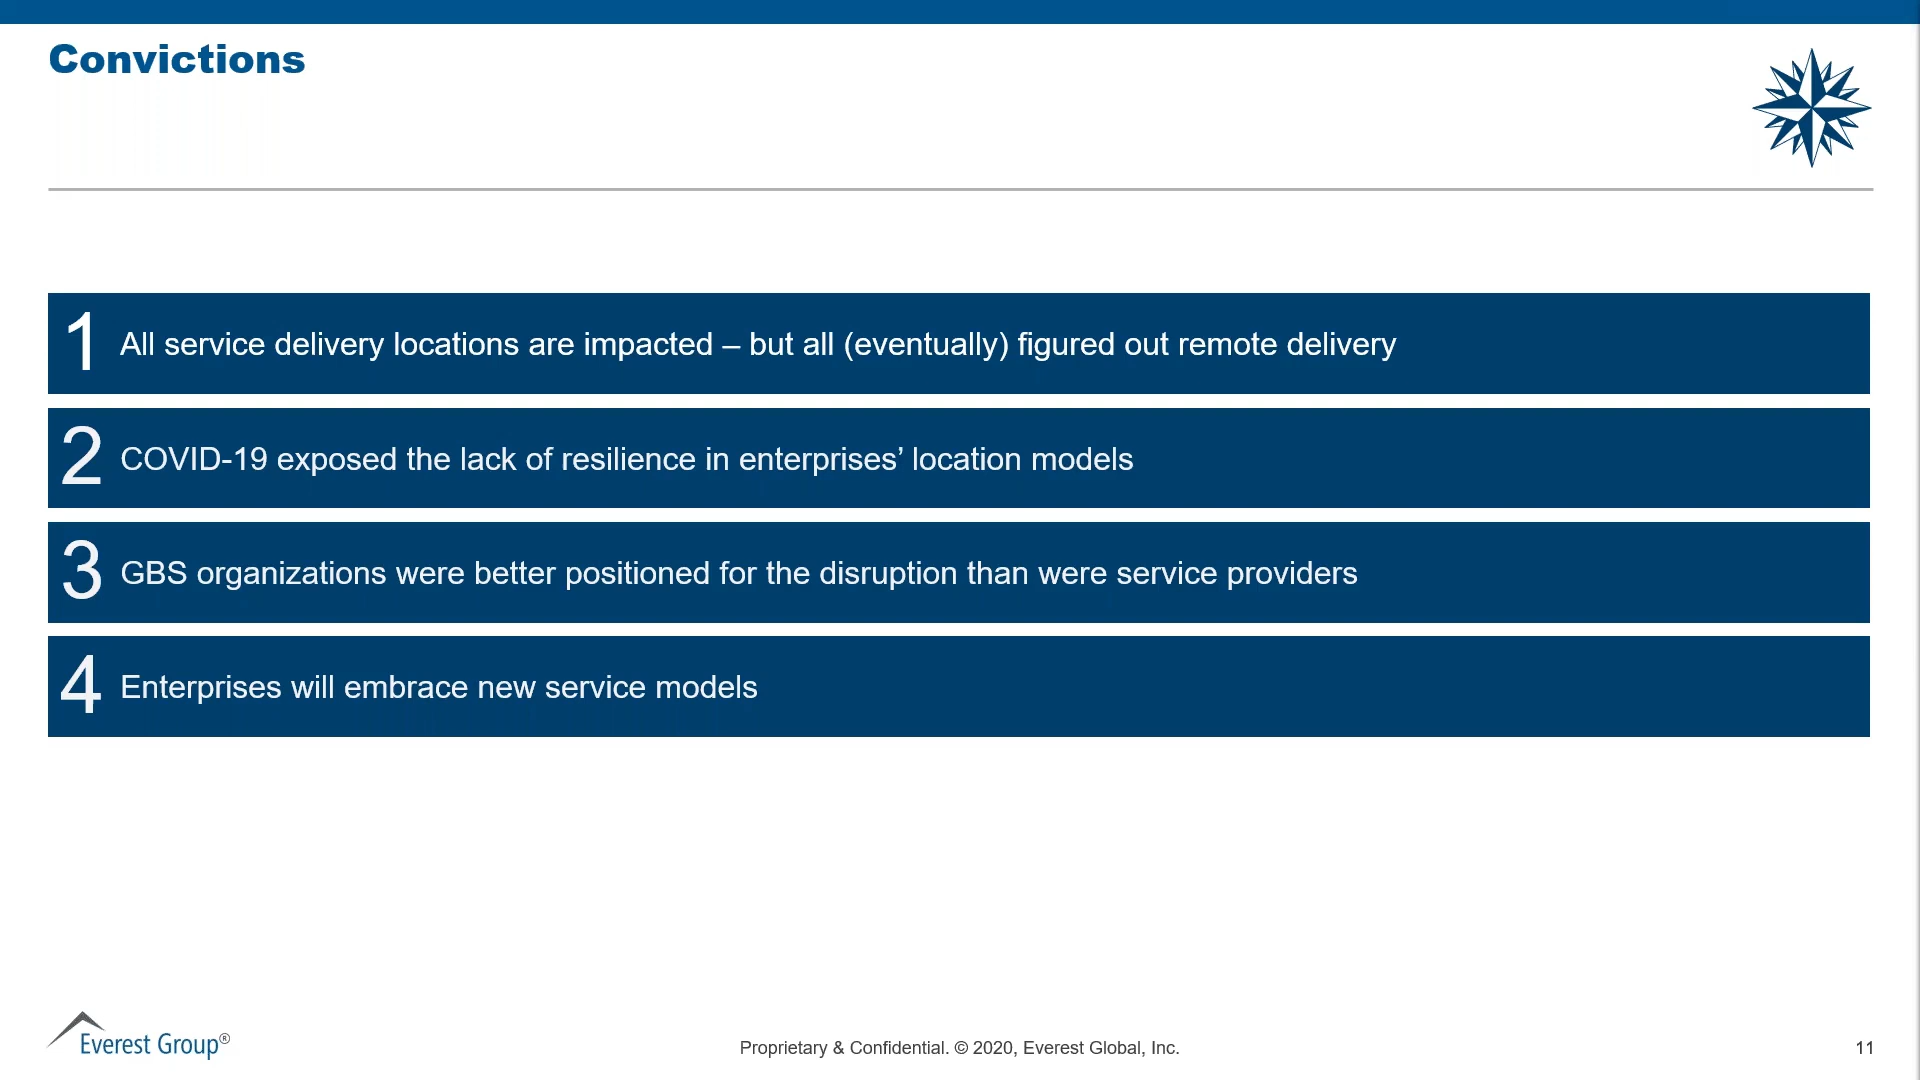 Convictions
1 All service delivery locations are impacted – but all (eventually) figured out remote delivery
2 COVID-19 exposed the lack of resilience in enterprises’ location models
3 GBS organizations were better positioned for the disruption than were service providers
4 Enterprises will embrace new service models
Everest Group®
Proprietary & Confidential. © 2020, Everest Global, Inc.
11